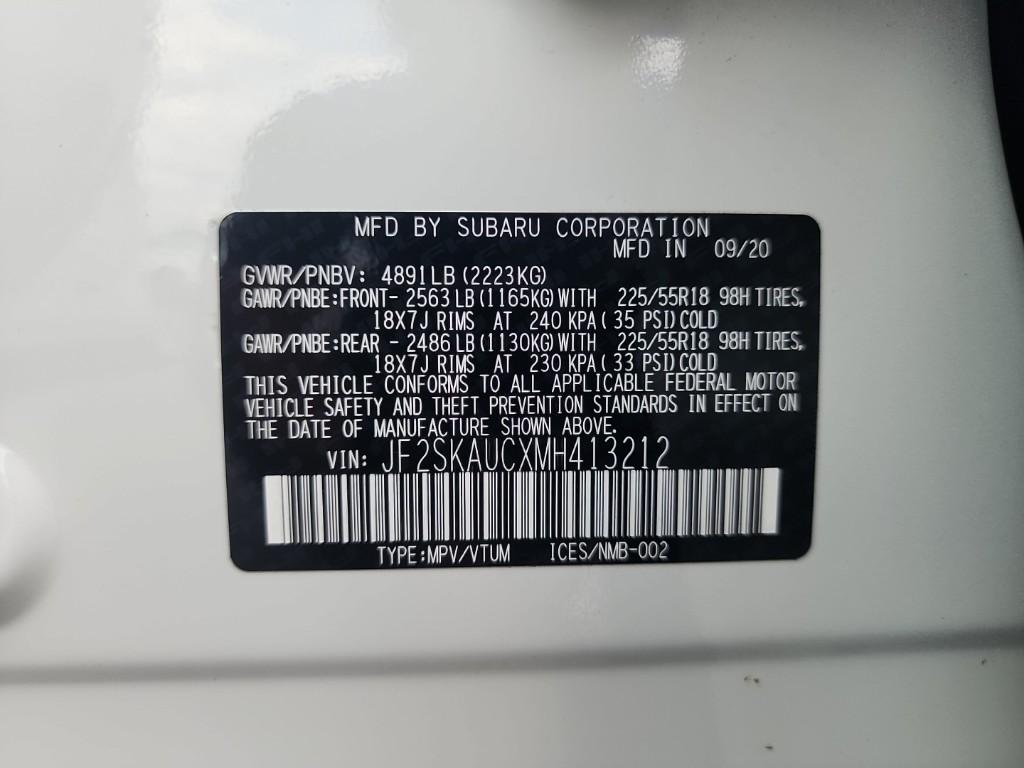 MFD BY SUBARU CORPORATION
MFD IN 09/20
GVWR/PNBV: 4891LB (2223KG)
GAWR/PNBE:FRONT- 2563 LB (1165KG) WITH 225/55R18 98H TIRES,
18X7J RIMS AT 240 KPA ( 35 PSI) COLD
GAWR/PNBE:REAR - 2486 LB (1130KG) WITH 225/55R18 98H TIRES,
18X7J RIMS AT 230 KPA ( 33 PSI) COLD
THIS VEHICLE CONFORMS TO ALL APPLICABLE FEDERAL MOTOR
VEHICLE SAFETY AND THEFT PREVENTION STANDARDS IN EFFECT ON
THE DATE OF MANUFACTURE SHOWN ABOVE.
VIN: JF2SKAUCXMH413212
TYPE:MPV/VTUM ICES/NMB-002